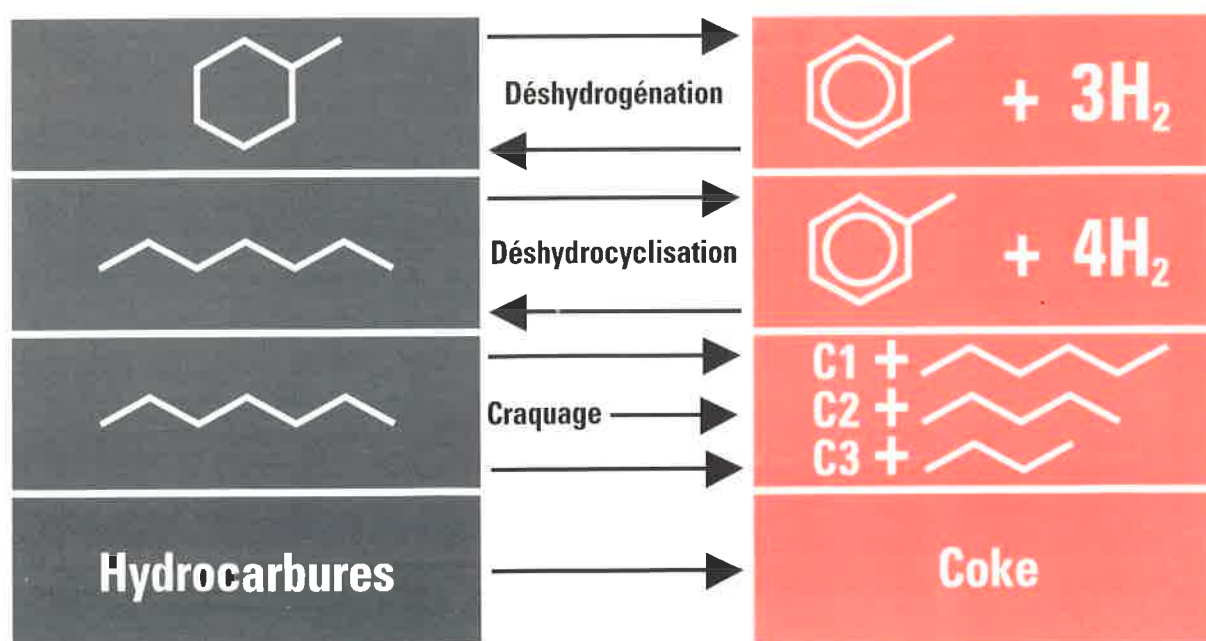 Déshydrogénation
+ 3H₂
Déshydrocyclisation
+ 4H₂
C1 +
Craquage
C2 +
C3 +
Hydrocarbures
Coke